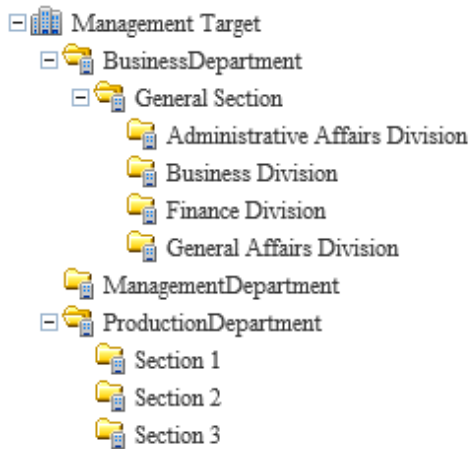 Management Target
BusinessDepartment
General Section
Administrative Affairs Division
Business Division
Finance Division
General Affairs Division
ManagementDepartment
ProductionDepartment
Section 1
Section 2
Section 3